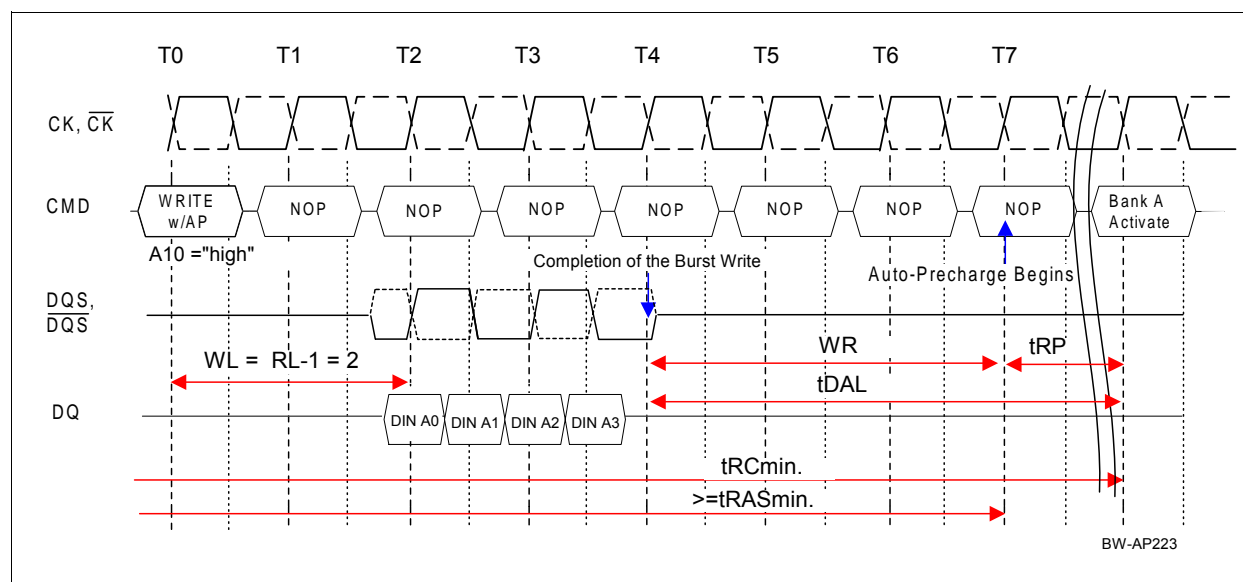 T0 T1 T2 T3 T4 T5 T6 T7
CK, CK
CMD
WRITE w/AP
NOP NOP NOP NOP NOP NOP NOP
Bank A Activate
A10 ="high"
Completion of the Burst Write
Auto-Precharge Begins
DQS,
DQS
WL = RL-1 = 2
WR
tRP
tDAL
DQ
DIN A0 DIN A1 DIN A2 DIN A3
tRCmin.
>=tRASmin.
BW-AP223